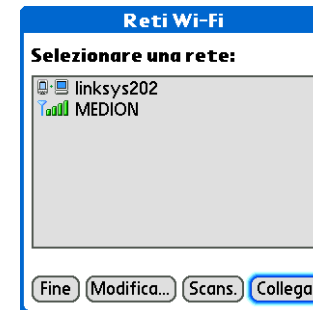 Reti Wi-Fi
Selezionare una rete:
linksys202
MEDION
Fine Modifica... Scans. Collega